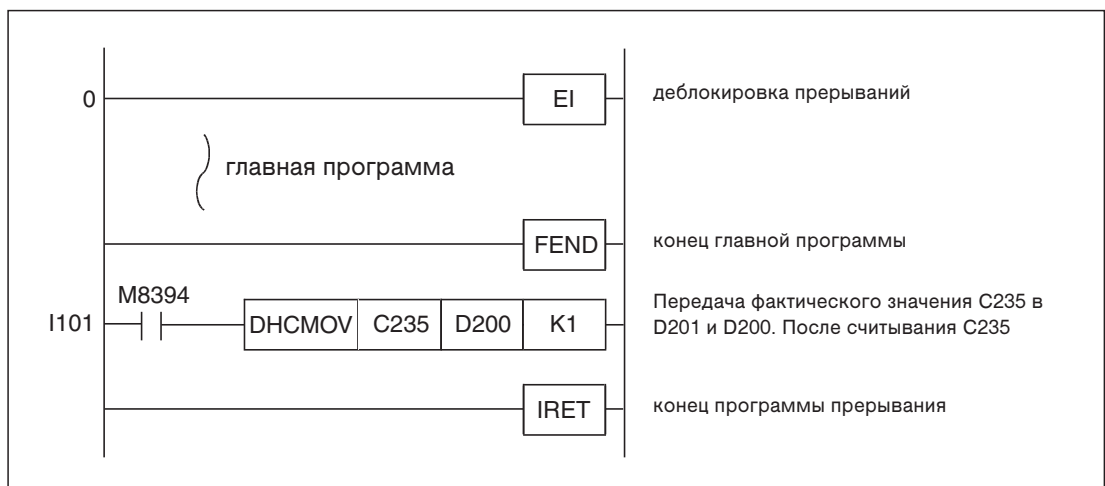 0 EI деблокировка прерываний
главная программа
FEND конец главной программы
M8394
I101 DHCMOV C235 D200 K1
Передача фактического значения C235 в
D201 и D200. После считывания C235
IRET конец программы прерывания